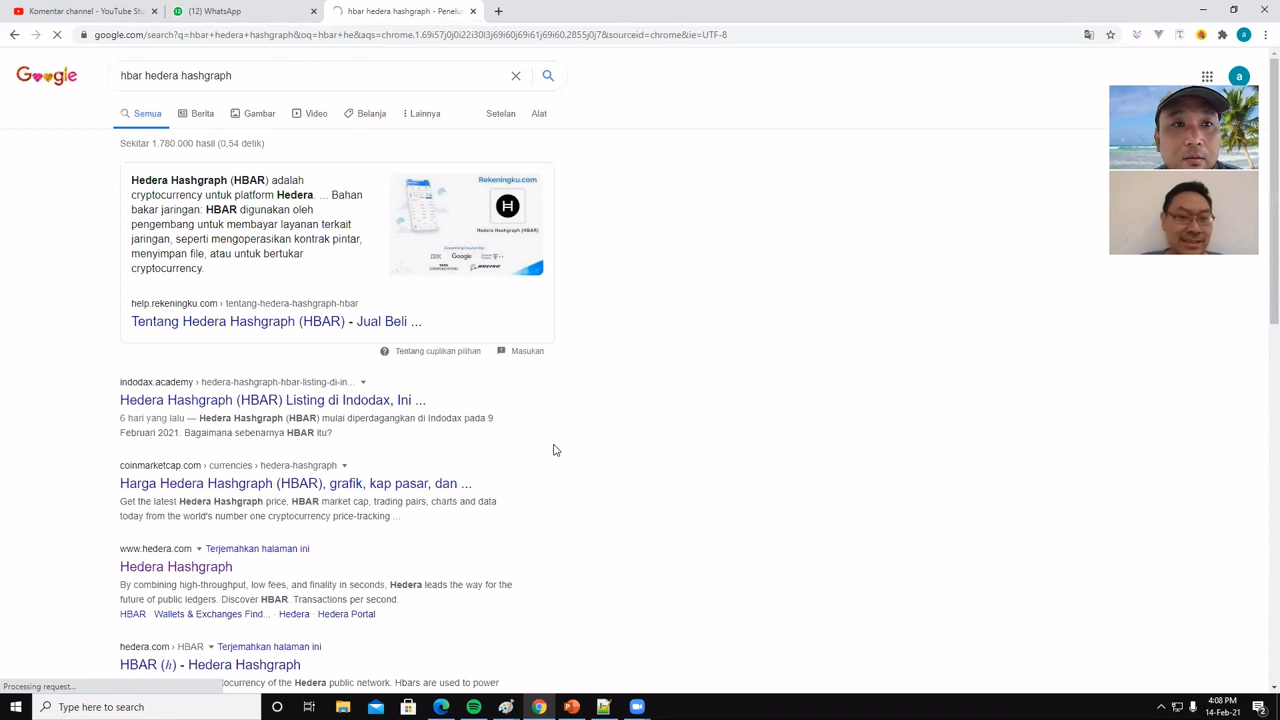 Komentar channel - YouTube Stu
(12) WhatsApp
hbar hedera hashgraph - Penelus
google.com/search?q=hbar+hedera+hashgraph&oq=hbar+he&aqs=chrome.1.69i57j0j0i22i30l3j69i60j69i61j69i60.2855j0j7&sourceid=chrome&ie=UTF-8
Google
hbar hedera hashgraph
a
Semua Berita Gambar Video Belanja Lainnya Setelan Alat
Sekitar 1.780.000 hasil (0,54 detik)
Hedera Hashgraph (HBAR) adalah
cryptocurrency untuk platform Hedera. ... Bahan
bakar jaringan: HBAR digunakan oleh
pengembang untuk membayar layanan terkait
jaringan, seperti mengoperasikan kontrak pintar,
menyimpan file, atau untuk bertukar
cryptocurrency.
Rekeningku.com
Hedera Hashgraph (HBAR)
IBM Google
TATA COMMUNICATIONS BOEING
help.rekeningku.com › tentang-hedera-hashgraph-hbar
Tentang Hedera Hashgraph (HBAR) - Jual Beli ...
Tentang cuplikan pilihan Masukan
indodax.academy › hedera-hashgraph-hbar-listing-di-in...
Hedera Hashgraph (HBAR) Listing di Indodax, Ini ...
6 hari yang lalu — Hedera Hashgraph (HBAR) mulai diperdagangkan di Indodax pada 9
Februari 2021. Bagaimana sebenarnya HBAR itu?
coinmarketcap.com › currencies › hedera-hashgraph
Harga Hedera Hashgraph (HBAR), grafik, kap pasar, dan ...
Get the latest Hedera Hashgraph price, HBAR market cap, trading pairs, charts and data
today from the world's number one cryptocurrency price-tracking ...
www.hedera.com Terjemahkan halaman ini
Hedera Hashgraph
By combining high-throughput, low fees, and finality in seconds, Hedera leads the way for the
future of public ledgers. Discover HBAR. Transactions per second.
HBAR · Wallets & Exchanges Find... · Hedera · Hedera Portal
hedera.com › HBAR Terjemahkan halaman ini
HBAR (ℏ) - Hedera Hashgraph
tocurrency of the Hedera public network. Hbars are used to power
Processing request...
Type here to search
4:08 PM
14-Feb-21
2